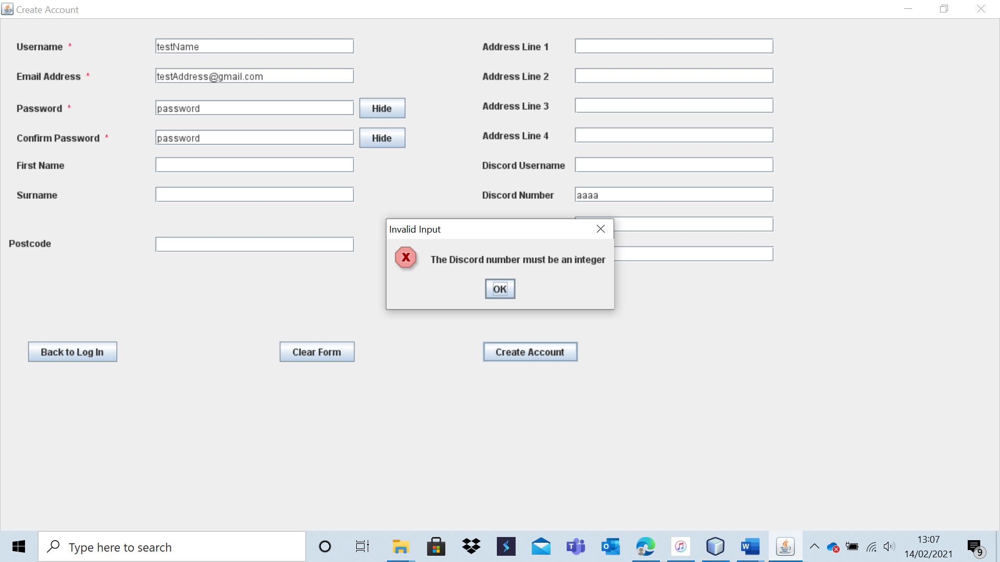 Create Account
Username *
testName
Address Line 1
Email Address *
testAddress@gmail.com
Address Line 2
Password *
password
Hide
Address Line 3
Confirm Password *
password
Hide
Address Line 4
First Name
Discord Username
Surname
Discord Number
aaaa
Invalid Input
Postcode
X
The Discord number must be an integer
OK
Back to Log In
Clear Form
Create Account
Type here to search
13:07
14/02/2021
9